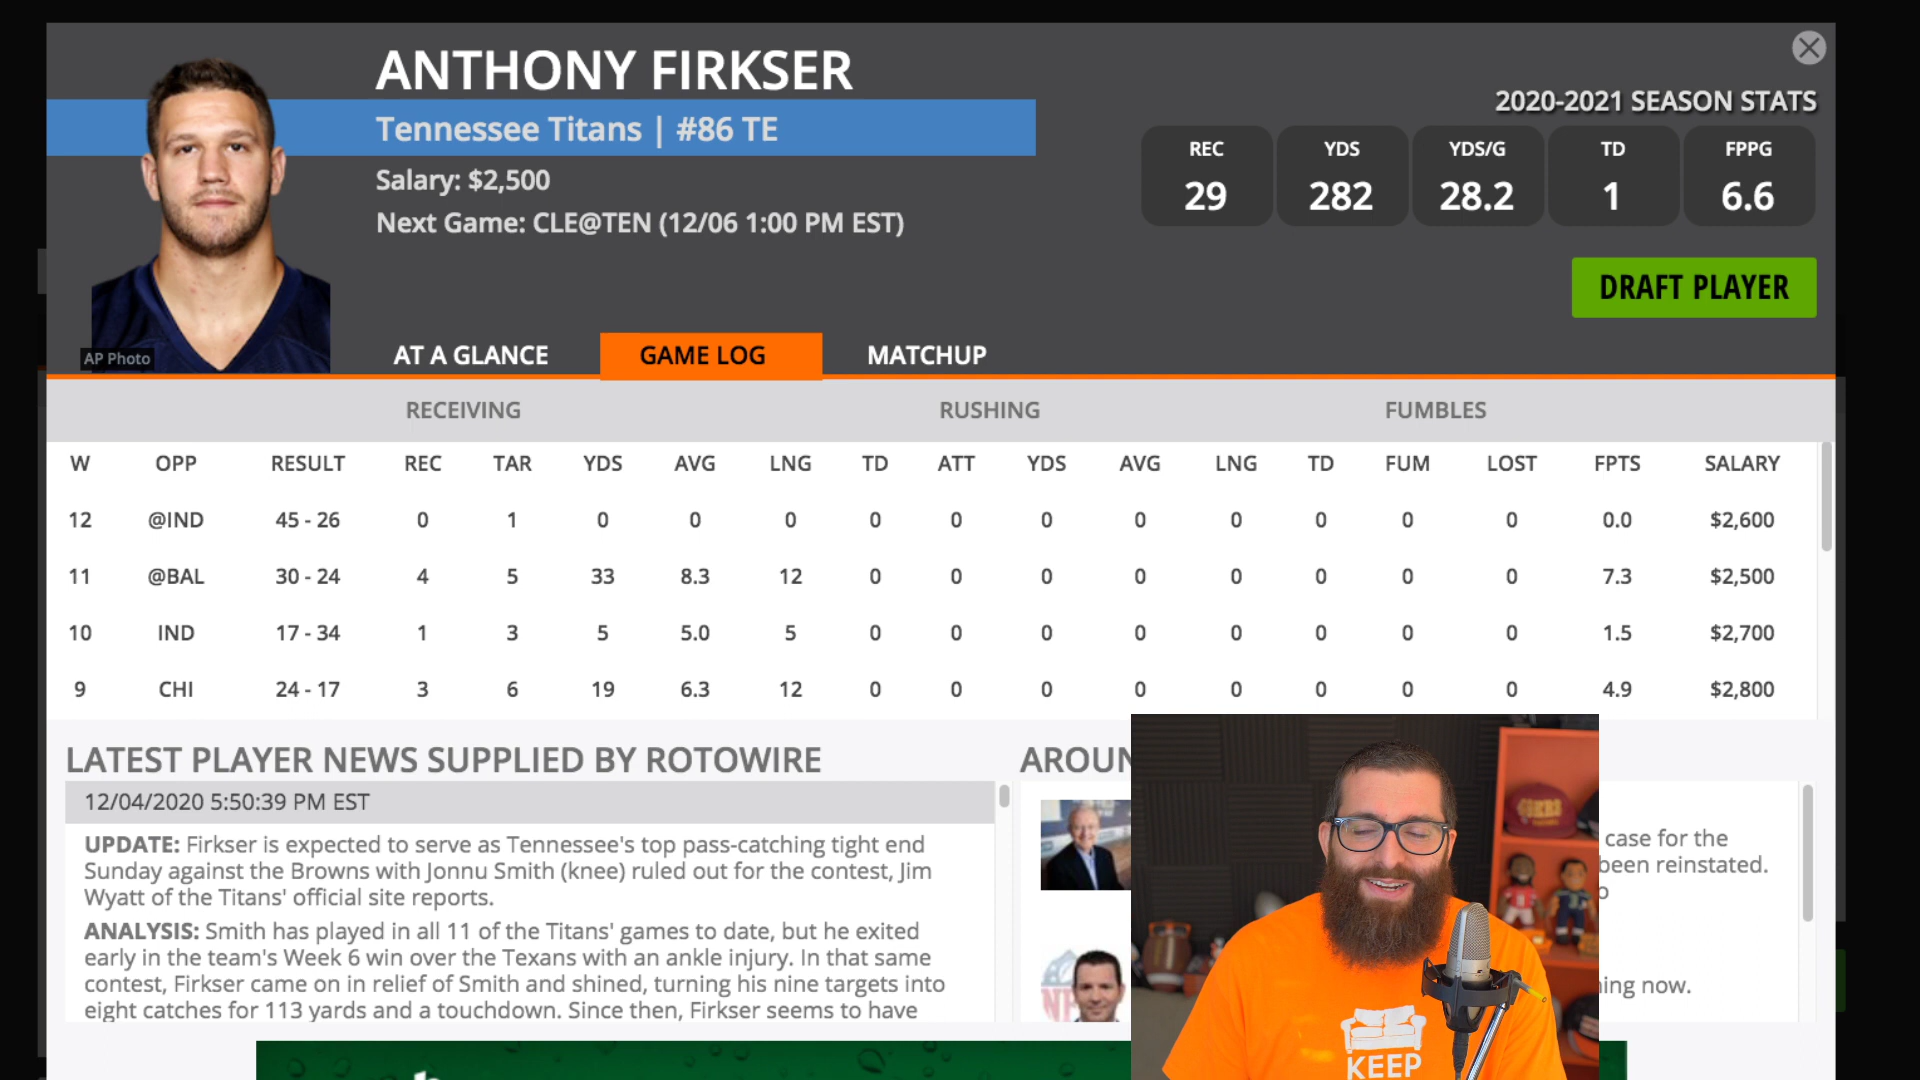 ANTHONY FIRKSER
Tennessee Titans | #86 TE
Salary: $2,500
Next Game: CLE@TEN (12/06 1:00 PM EST)
2020-2021 SEASON STATS
REC YDS YDS/G TD FPPG
29 282 28.2 1 6.6
DRAFT PLAYER
AP Photo
AT A GLANCE GAME LOG MATCHUP
RECEIVING RUSHING FUMBLES
W OPP RESULT REC TAR YDS AVG LNG TD ATT YDS AVG LNG TD FUM LOST FPTS SALARY
12 @IND 45 - 26 0 1 0 0 0 0 0 0 0 0 0 0 0 0.0 $2,600
11 @BAL 30 - 24 4 5 33 8.3 12 0 0 0 0 0 0 0 0 7.3 $2,500
10 IND 17 - 34 1 3 5 5.0 5 0 0 0 0 0 0 0 0 1.5 $2,700
9 CHI 24 - 17 3 6 19 6.3 12 0 0 0 0 0 0 0 0 4.9 $2,800
LATEST PLAYER NEWS SUPPLIED BY ROTOWIRE
12/04/2020 5:50:39 PM EST
UPDATE: Firkser is expected to serve as Tennessee's top pass-catching tight end
Sunday against the Browns with Jonnu Smith (knee) ruled out for the contest, Jim
Wyatt of the Titans' official site reports.
ANALYSIS: Smith has played in all 11 of the Titans' games to date, but he exited
early in the team's Week 6 win over the Texans with an ankle injury. In that same
contest, Firkser came on in relief of Smith and shined, turning his nine targets into
eight catches for 113 yards and a touchdown. Since then, Firkser seems to have
AROUN
case for the
been reinstated.
o
ing now.
49ERS
KEEP